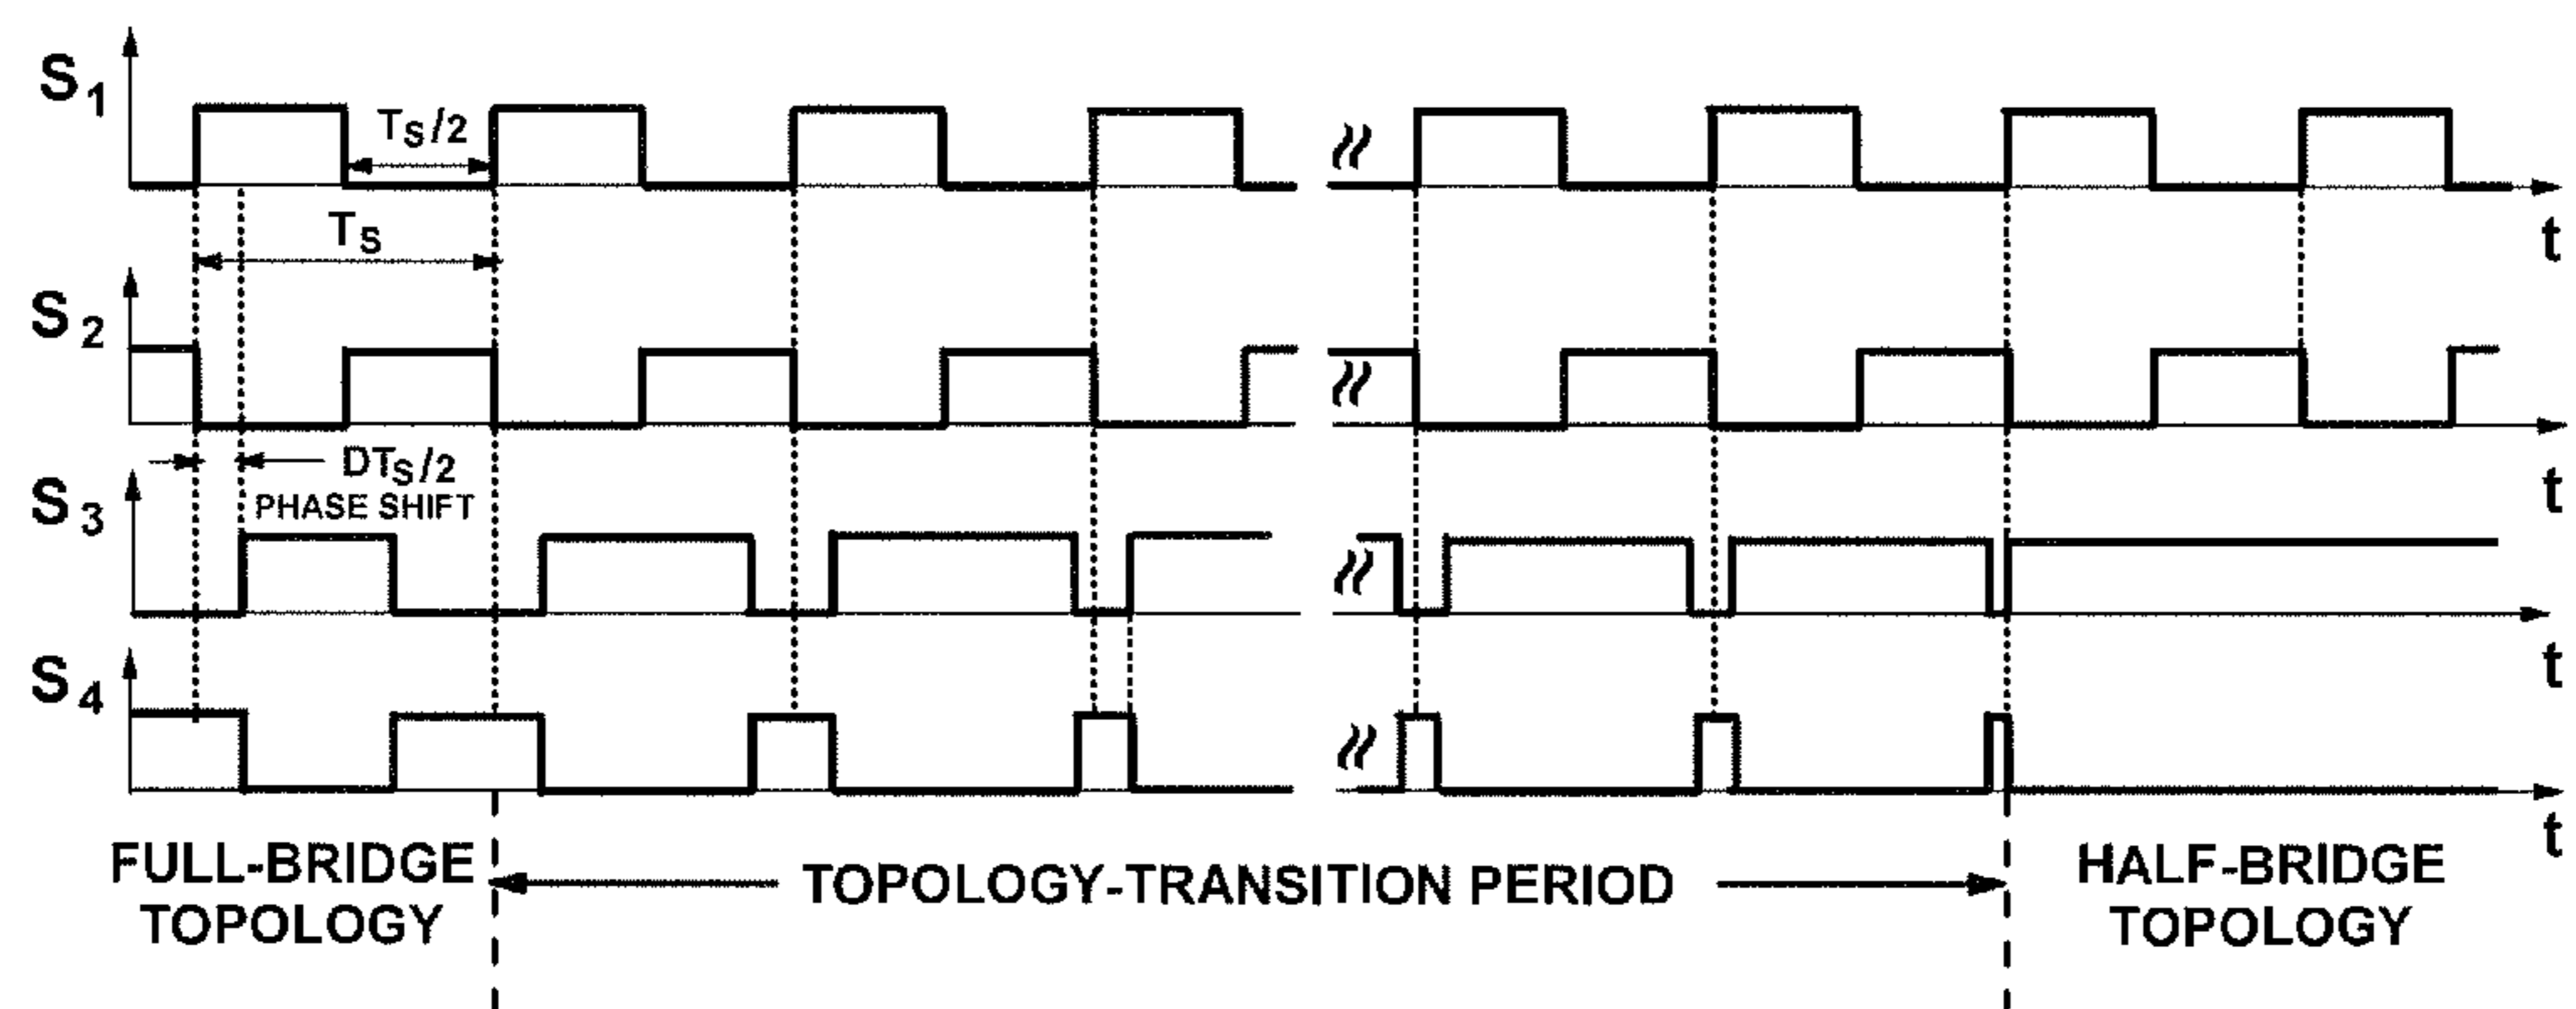 S1
TS/2
t
TS
S2
t
DTS/2
PHASE SHIFT
S3
t
S4
t
FULL-BRIDGE
TOPOLOGY
TOPOLOGY-TRANSITION PERIOD
HALF-BRIDGE
TOPOLOGY